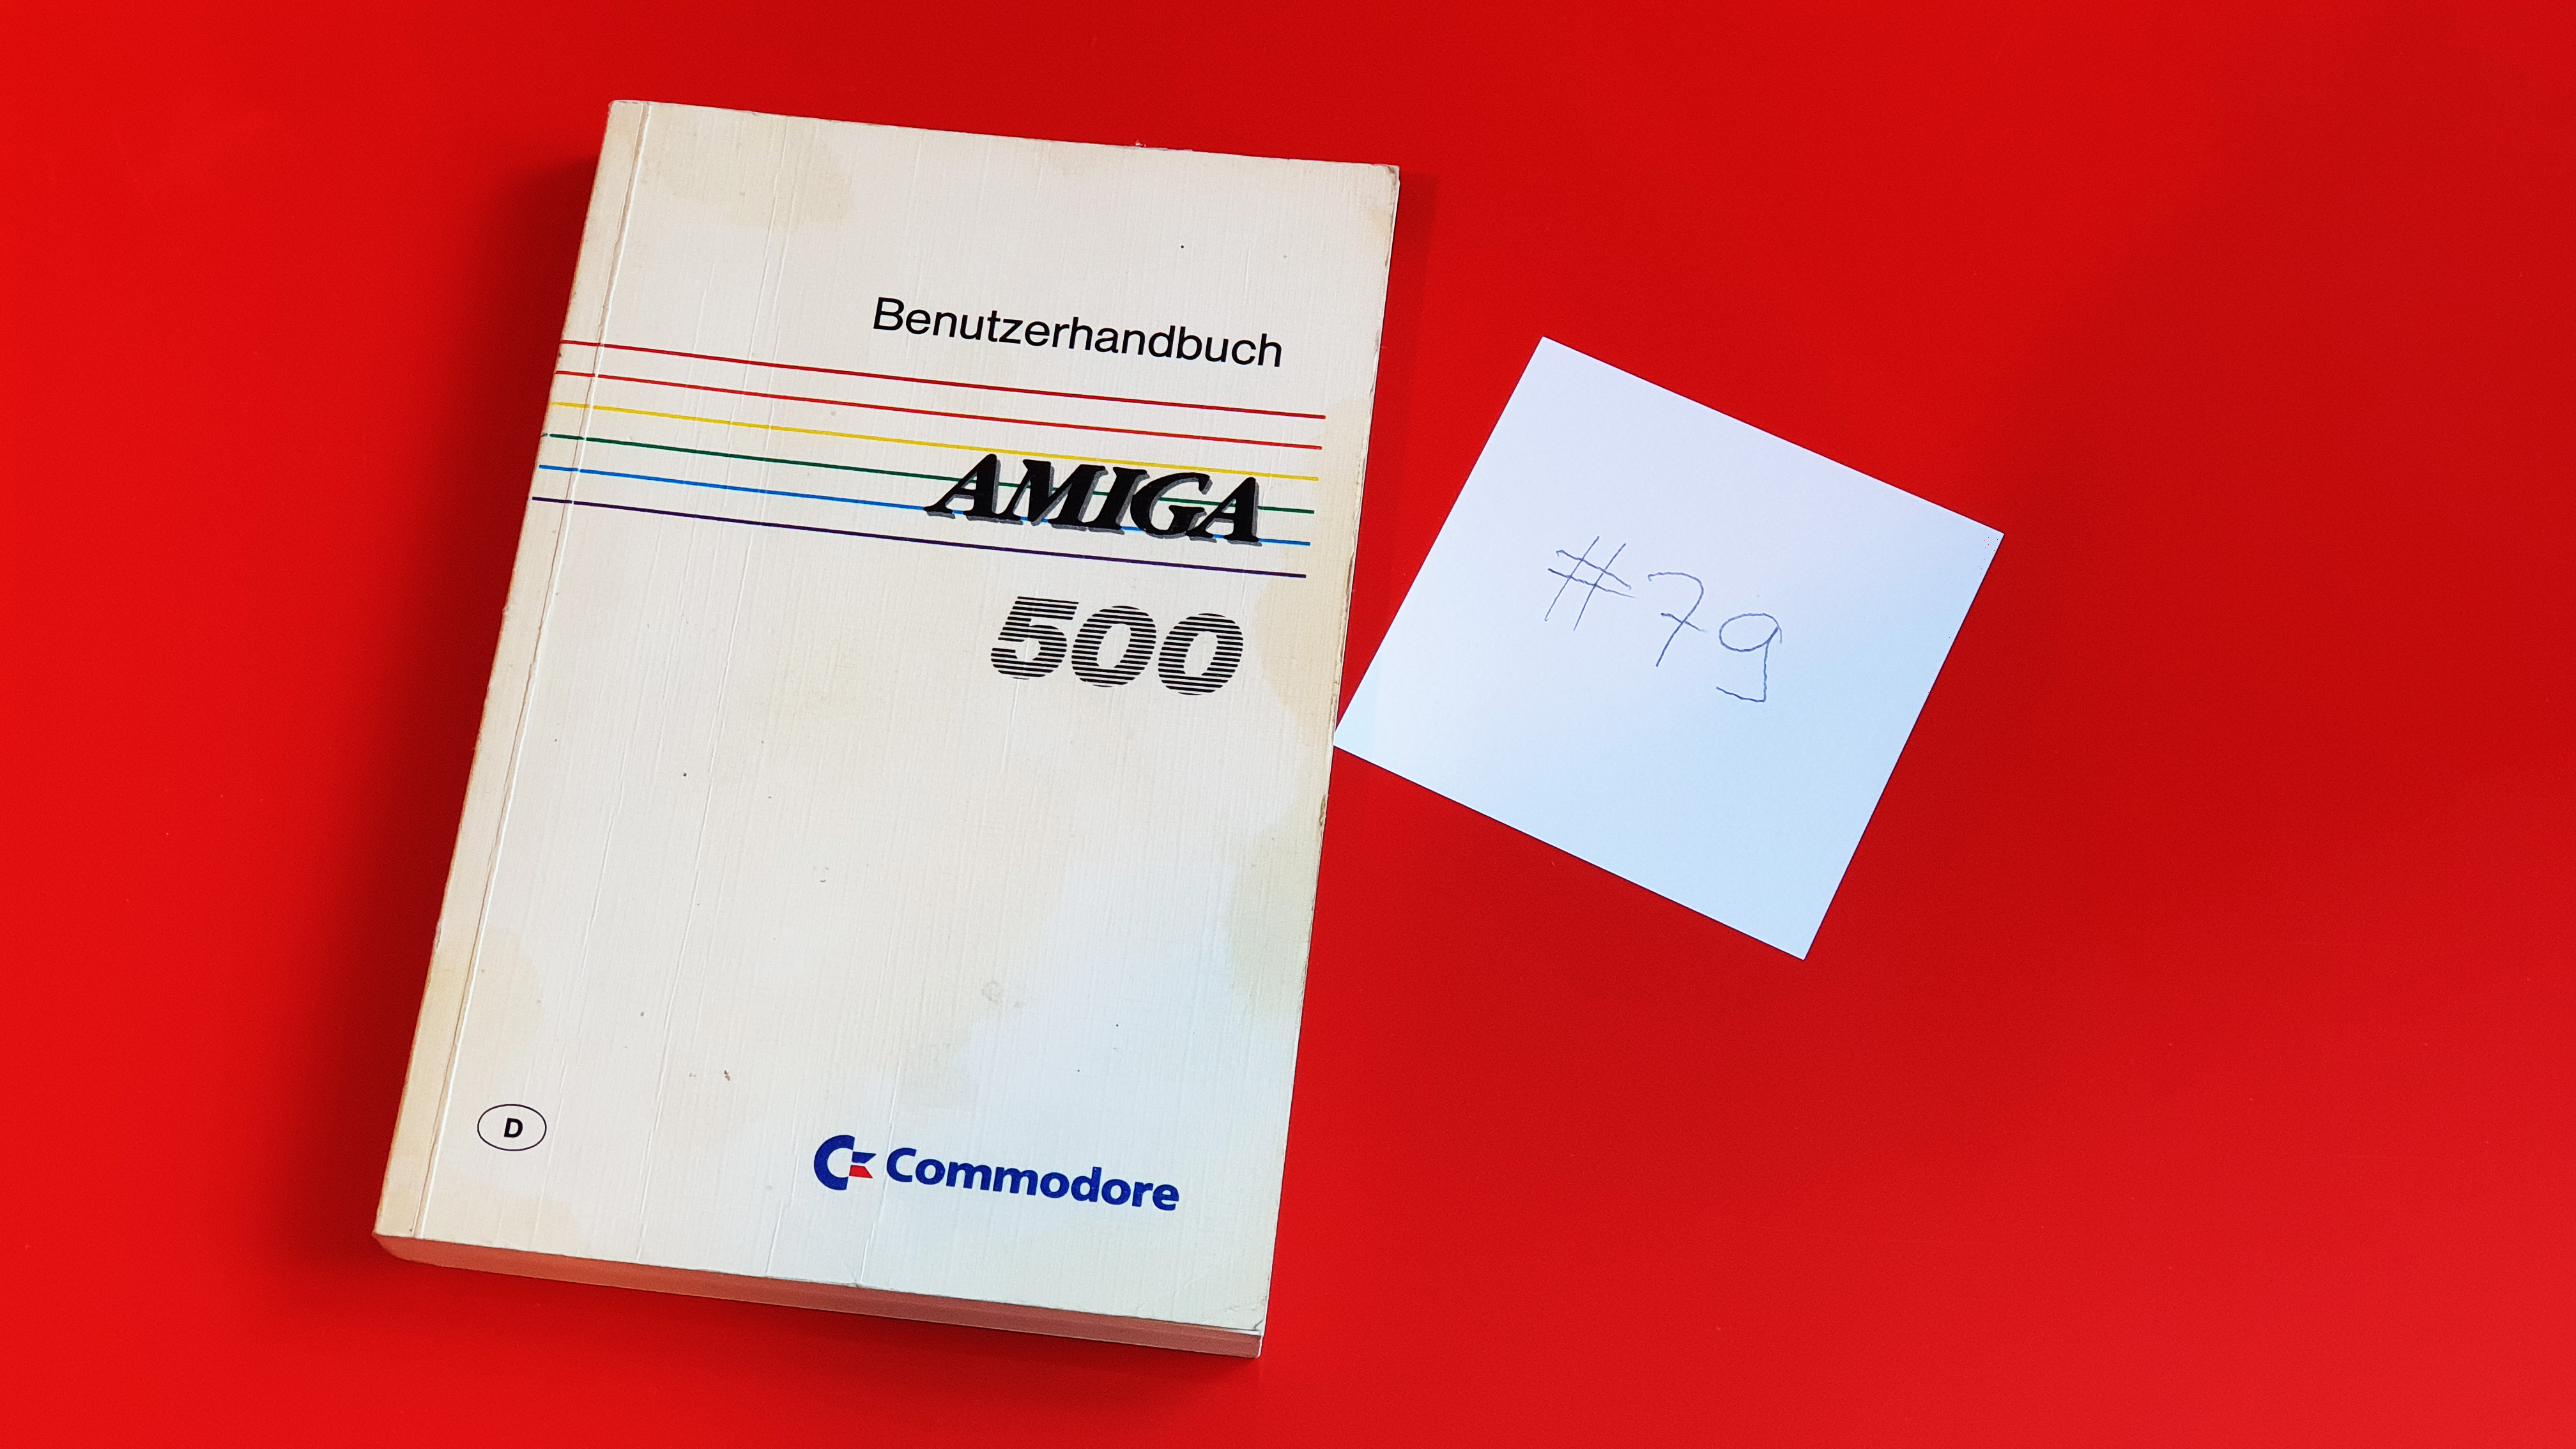 Benutzerhandbuch
AMIGA
500
D
Commodore
#79